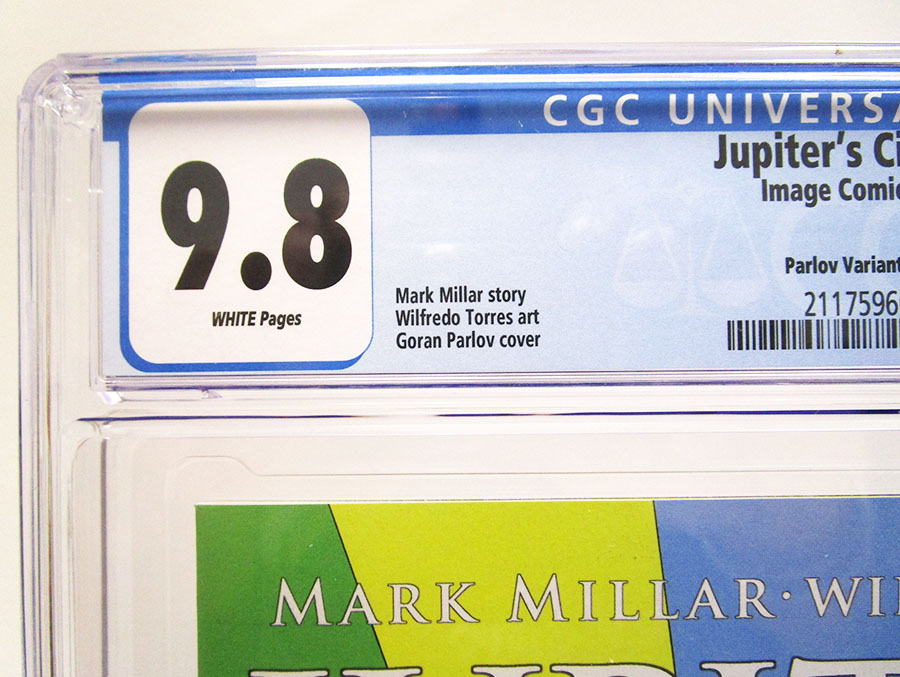 CGC UNIVERSA
9.8
WHITE Pages
Jupiter's Ci
Image Comic
Mark Millar story
Wilfredo Torres art
Goran Parlov cover
Parlov Variant
2117596
MARK MILLAR·WI